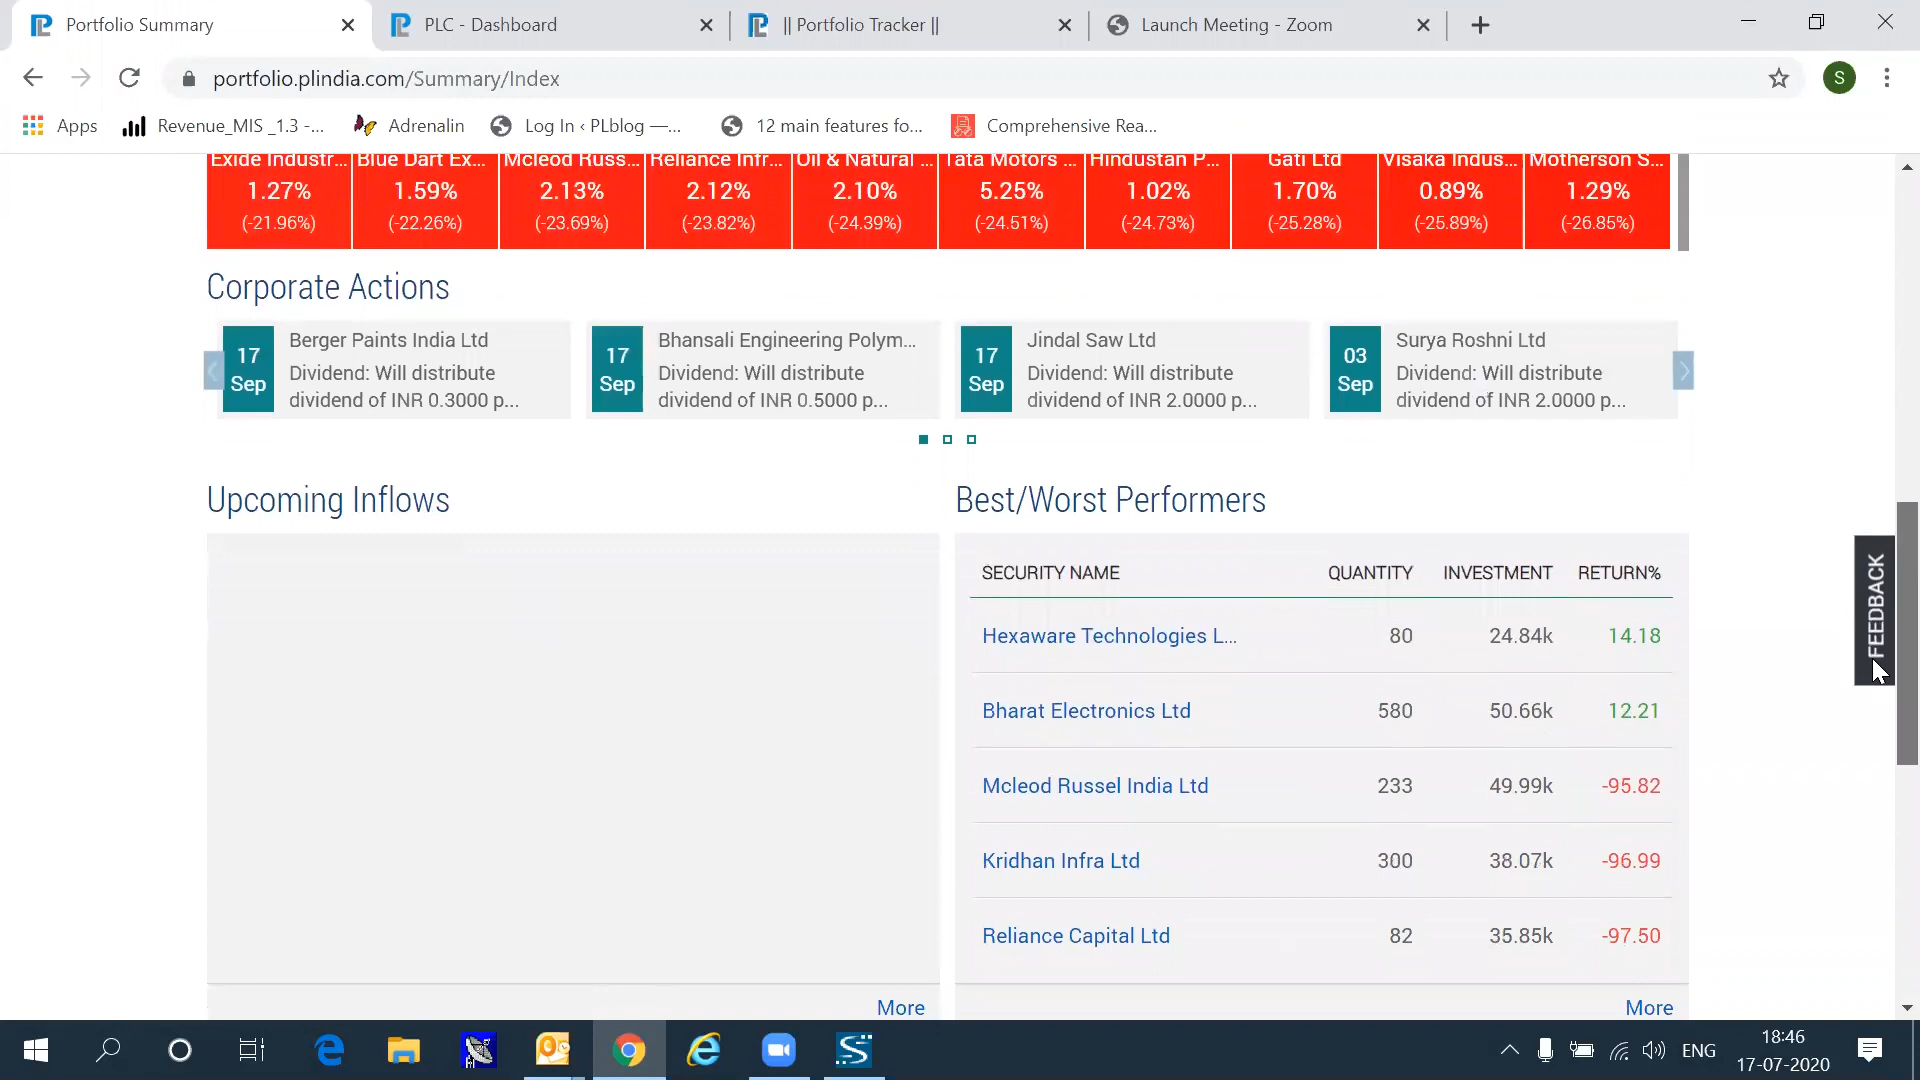 Portfolio Summary
PLC - Dashboard
|| Portfolio Tracker ||
Launch Meeting - Zoom
portfolio.plindia.com/Summary/Index
S
Apps
Revenue_MIS _1.3 -...
Adrenalin
Log In ‹ PLblog —...
12 main features fo...
Comprehensive Rea...
Exide Industr... Blue Dart Ex... Mcleod Russ... Reliance Infr... Oil & Natural ... Tata Motors ... Hindustan P... Gati Ltd Visaka Indus... Motherson S...
1.27% 1.59% 2.13% 2.12% 2.10% 5.25% 1.02% 1.70% 0.89% 1.29%
(-21.96%) (-22.26%) (-23.69%) (-23.82%) (-24.39%) (-24.51%) (-24.73%) (-25.28%) (-25.89%) (-26.85%)
Corporate Actions
17 Sep
Berger Paints India Ltd
Dividend: Will distribute
dividend of INR 0.3000 p...
17 Sep
Bhansali Engineering Polym...
Dividend: Will distribute
dividend of INR 0.5000 p...
17 Sep
Jindal Saw Ltd
Dividend: Will distribute
dividend of INR 2.0000 p...
03 Sep
Surya Roshni Ltd
Dividend: Will distribute
dividend of INR 2.0000 p...
Upcoming Inflows
More
Best/Worst Performers
SECURITY NAME QUANTITY INVESTMENT RETURN%
Hexaware Technologies L... 80 24.84k 14.18
Bharat Electronics Ltd 580 50.66k 12.21
Mcleod Russel India Ltd 233 49.99k -95.82
Kridhan Infra Ltd 300 38.07k -96.99
Reliance Capital Ltd 82 35.85k -97.50
More
FEEDBACK
ENG
18:46
17-07-2020